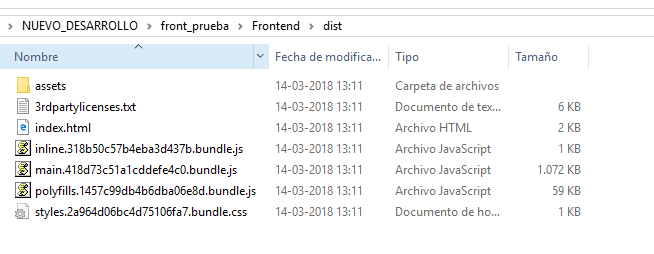 NUEVO_DESARROLLO > front_prueba > Frontend > dist
Nombre Fecha de modifica... Tipo Tamaño
assets 14-03-2018 13:11 Carpeta de archivos
3rdpartylicenses.txt 14-03-2018 13:11 Documento de tex... 6 KB
index.html 14-03-2018 13:11 Archivo HTML 2 KB
inline.318b50c57b4eba3d437b.bundle.js 14-03-2018 13:11 Archivo JavaScript 1 KB
main.418d73c51a1cddefe4c0.bundle.js 14-03-2018 13:11 Archivo JavaScript 1.072 KB
polyfills.1457c99db4b6dba06e8d.bundle.js 14-03-2018 13:11 Archivo JavaScript 59 KB
styles.2a964d06bc4d75106fa7.bundle.css 14-03-2018 13:11 Documento de ho... 1 KB